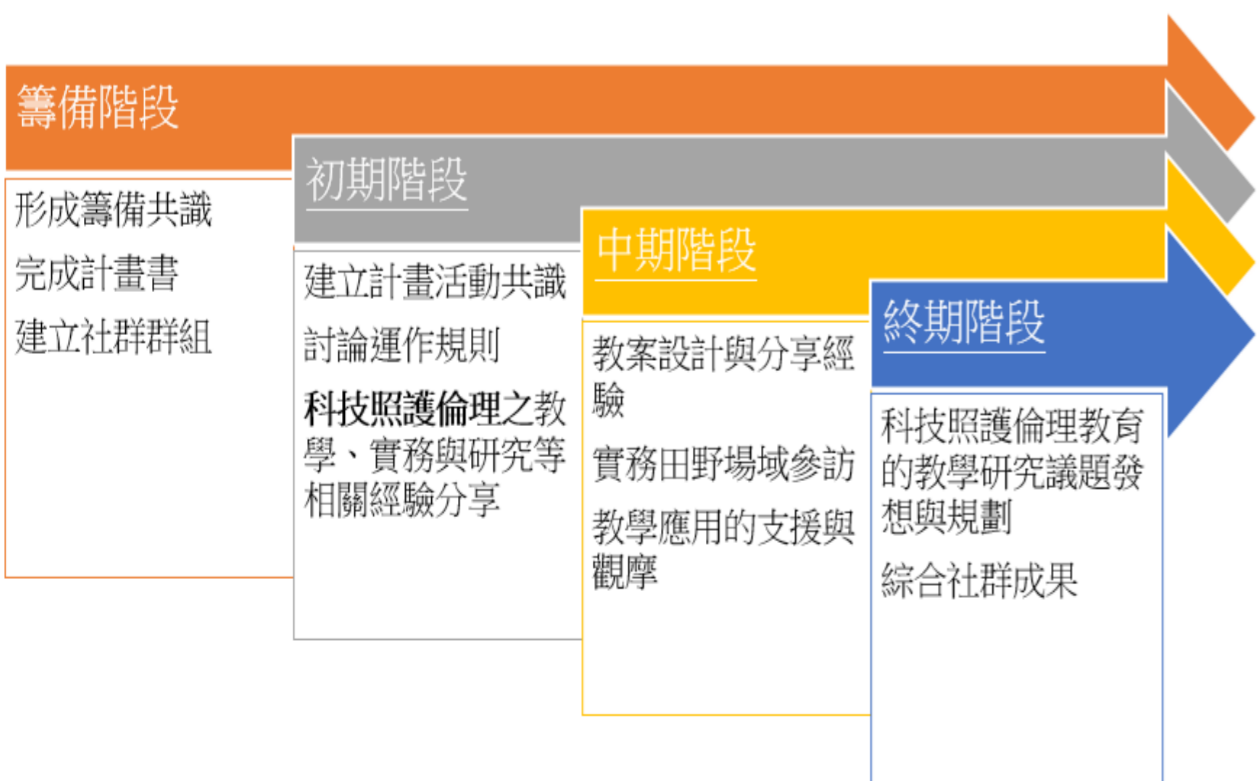 籌備階段
形成籌備共識
完成計畫書
建立社群群組
初期階段
建立計畫活動共識
討論運作規則
科技照護倫理之教
學、實務與研究等
相關經驗分享
中期階段
教案設計與分享經
驗
實務田野場域參訪
教學應用的支援與
觀摩
終期階段
科技照護倫理教育
的教學研究議題發
想與規劃
綜合社群成果